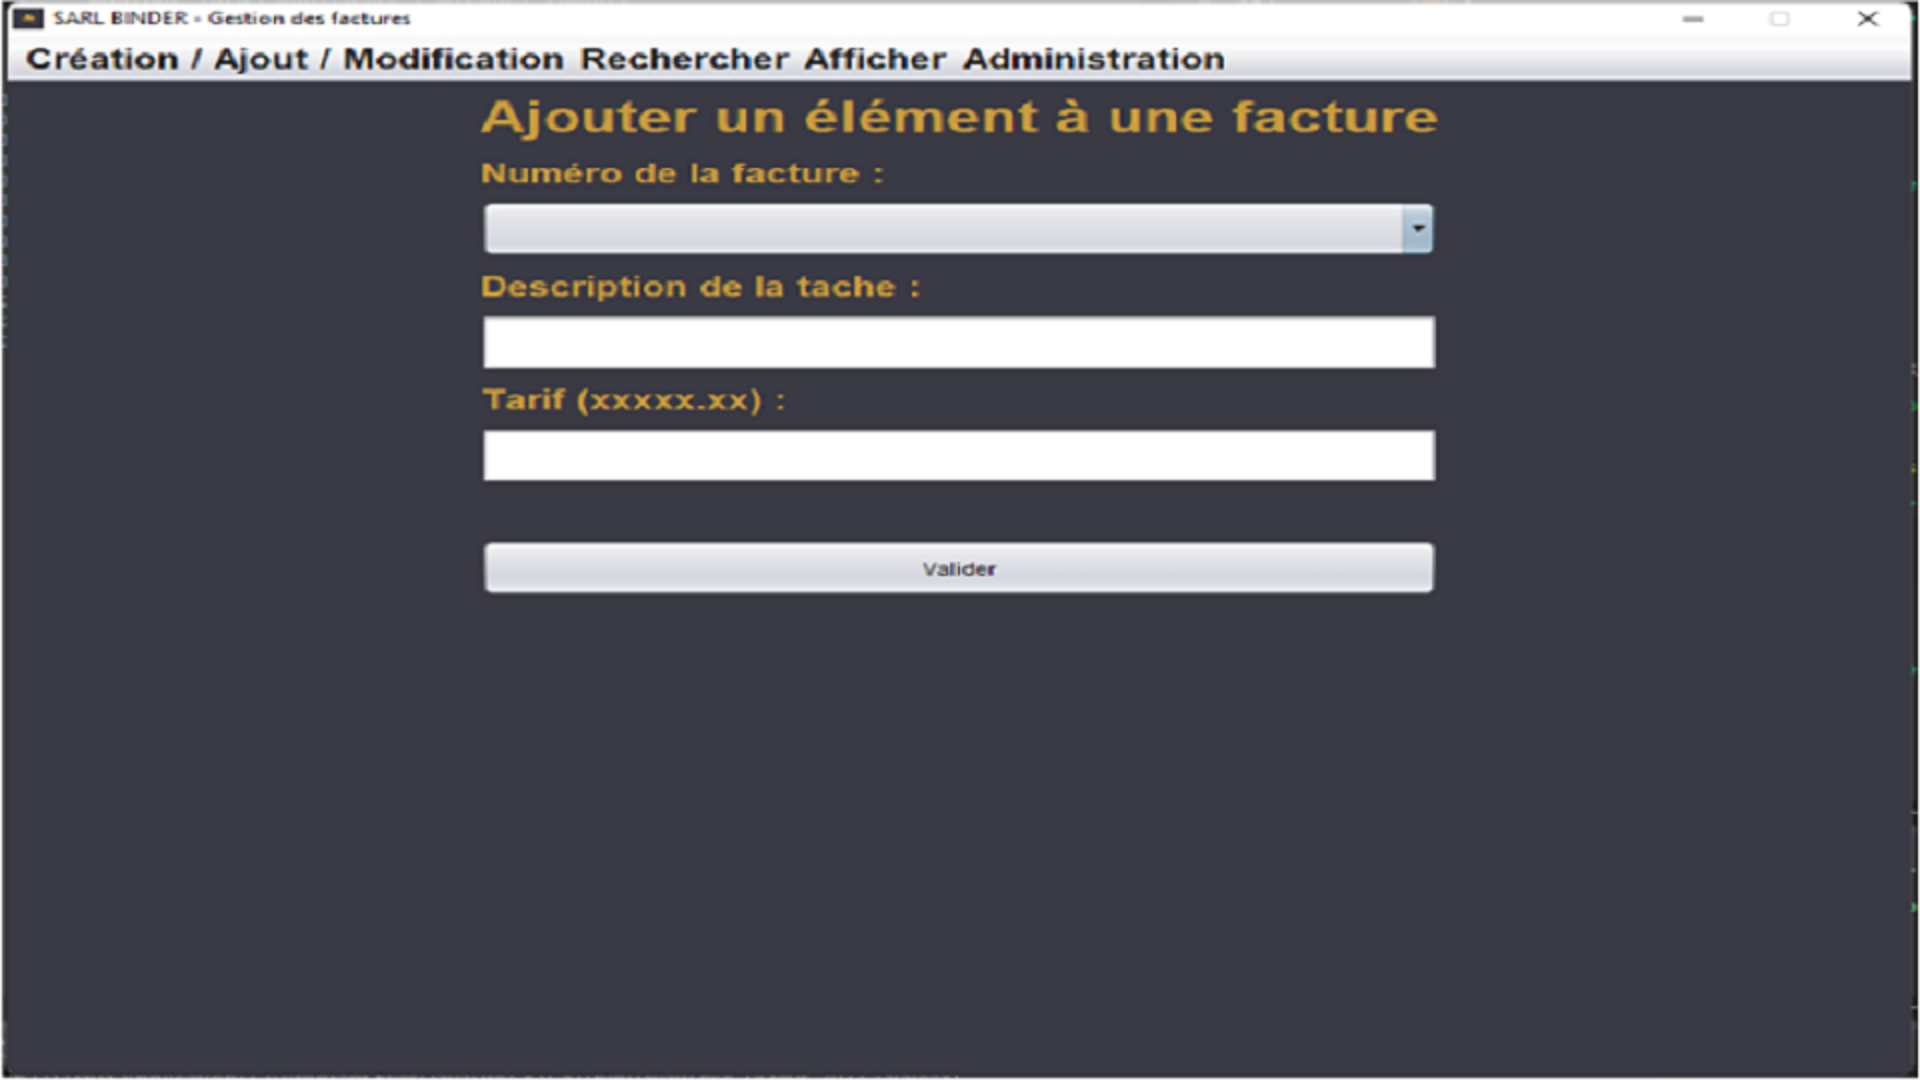 SARL BINDER - Gestion des factures
Création / Ajout / Modification Rechercher Afficher Administration
Ajouter un élément à une facture
Numéro de la facture :
Description de la tache :
Tarif (xxxxx.xx) :
Valider